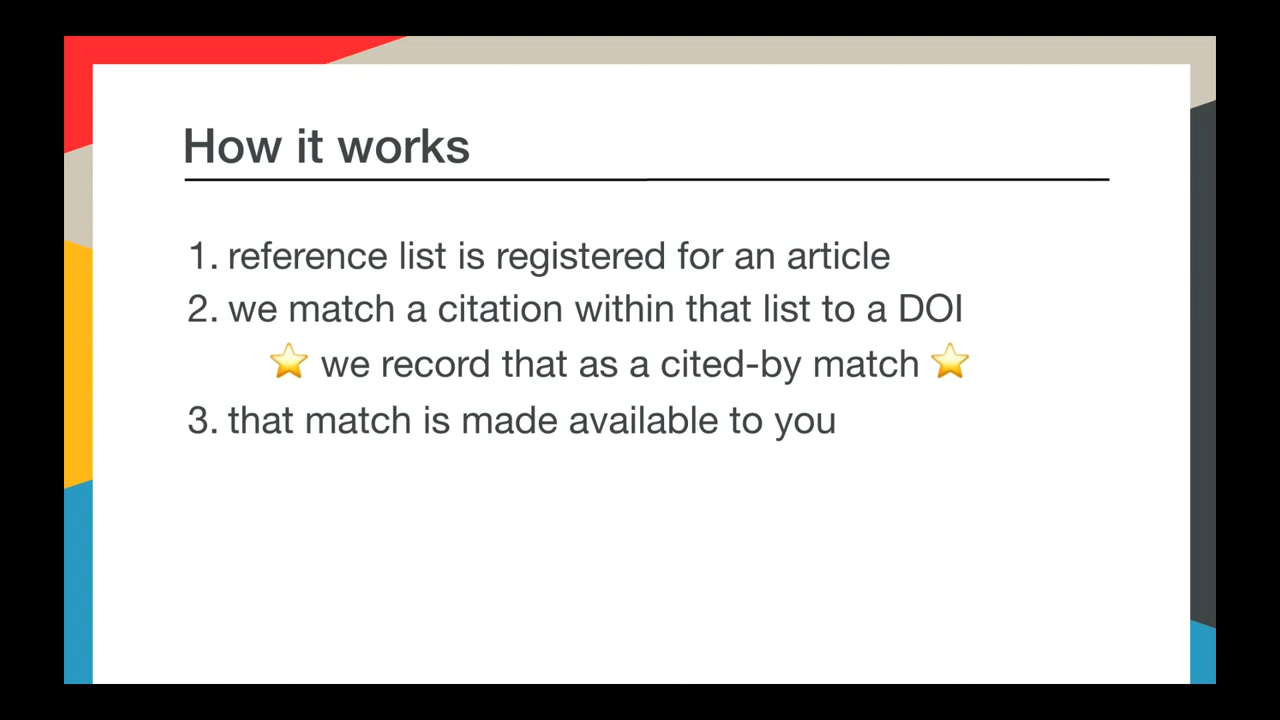 How it works
1. reference list is registered for an article
2. we match a citation within that list to a DOI
⭐ we record that as a cited-by match ⭐
3. that match is made available to you